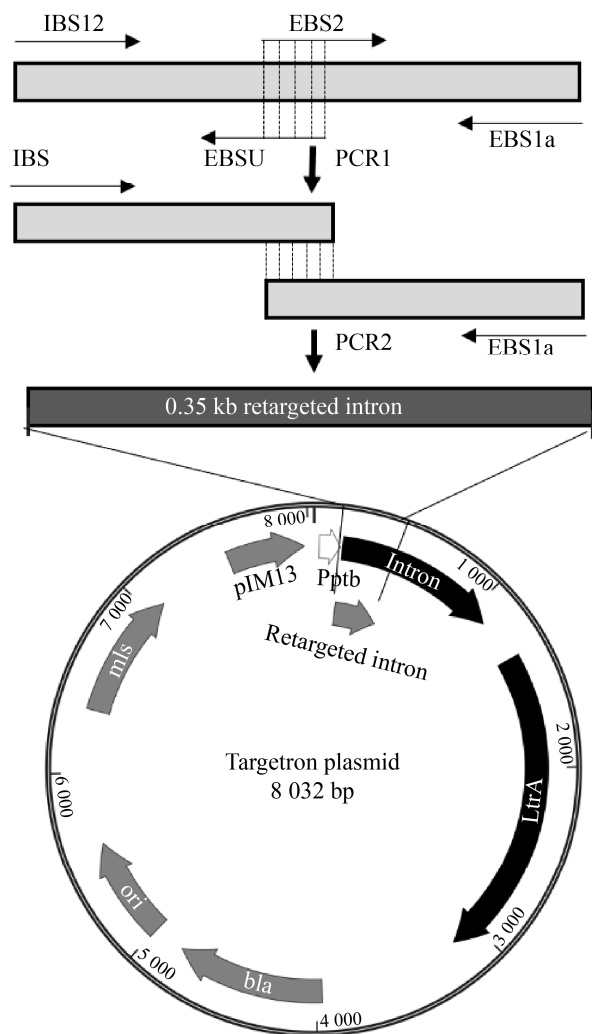 IBS12
EBS2
EBSU
EBS1a
IBS
PCR1
PCR2
EBS1a
0.35 kb retargeted intron
8 000
pIM13
Pptb
Intron
1 000
7 000
Retargeted intron
mls
Targetron plasmid
8 032 bp
2 000
LtrA
6 000
ori
3 000
5 000
bla
4 000